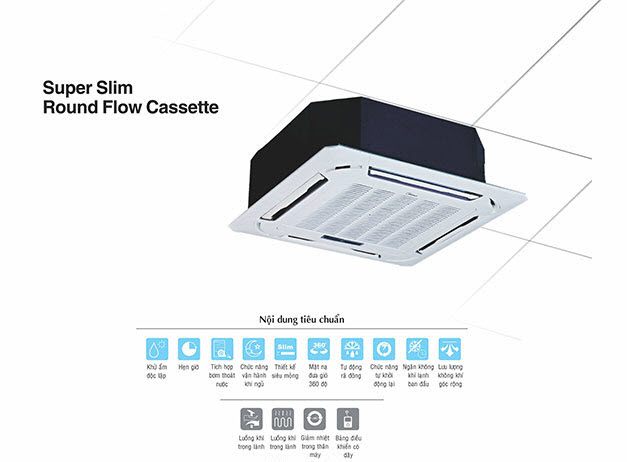 Super Slim
Round Flow Cassette
Nội dung tiêu chuẩn
Slim
360°
Khử ẩm
độc lập
Hẹn giờ
Tích hợp
bơm thoát
nước
Chức năng
vận hành
khi ngủ
Thiết kế
siêu mỏng
Mặt nạ
đưa gió
360 độ
Tự động
rã đông
Chức năng
tự khởi
động lại
Ngăn không
khí lạnh
ban đầu
Lưu lượng
không khí
góc rộng
Luồng khí
trong lành
Luồng khí
trong lành
Giảm nhiệt
trong thân
máy
Bảng điều
khiển có
dây